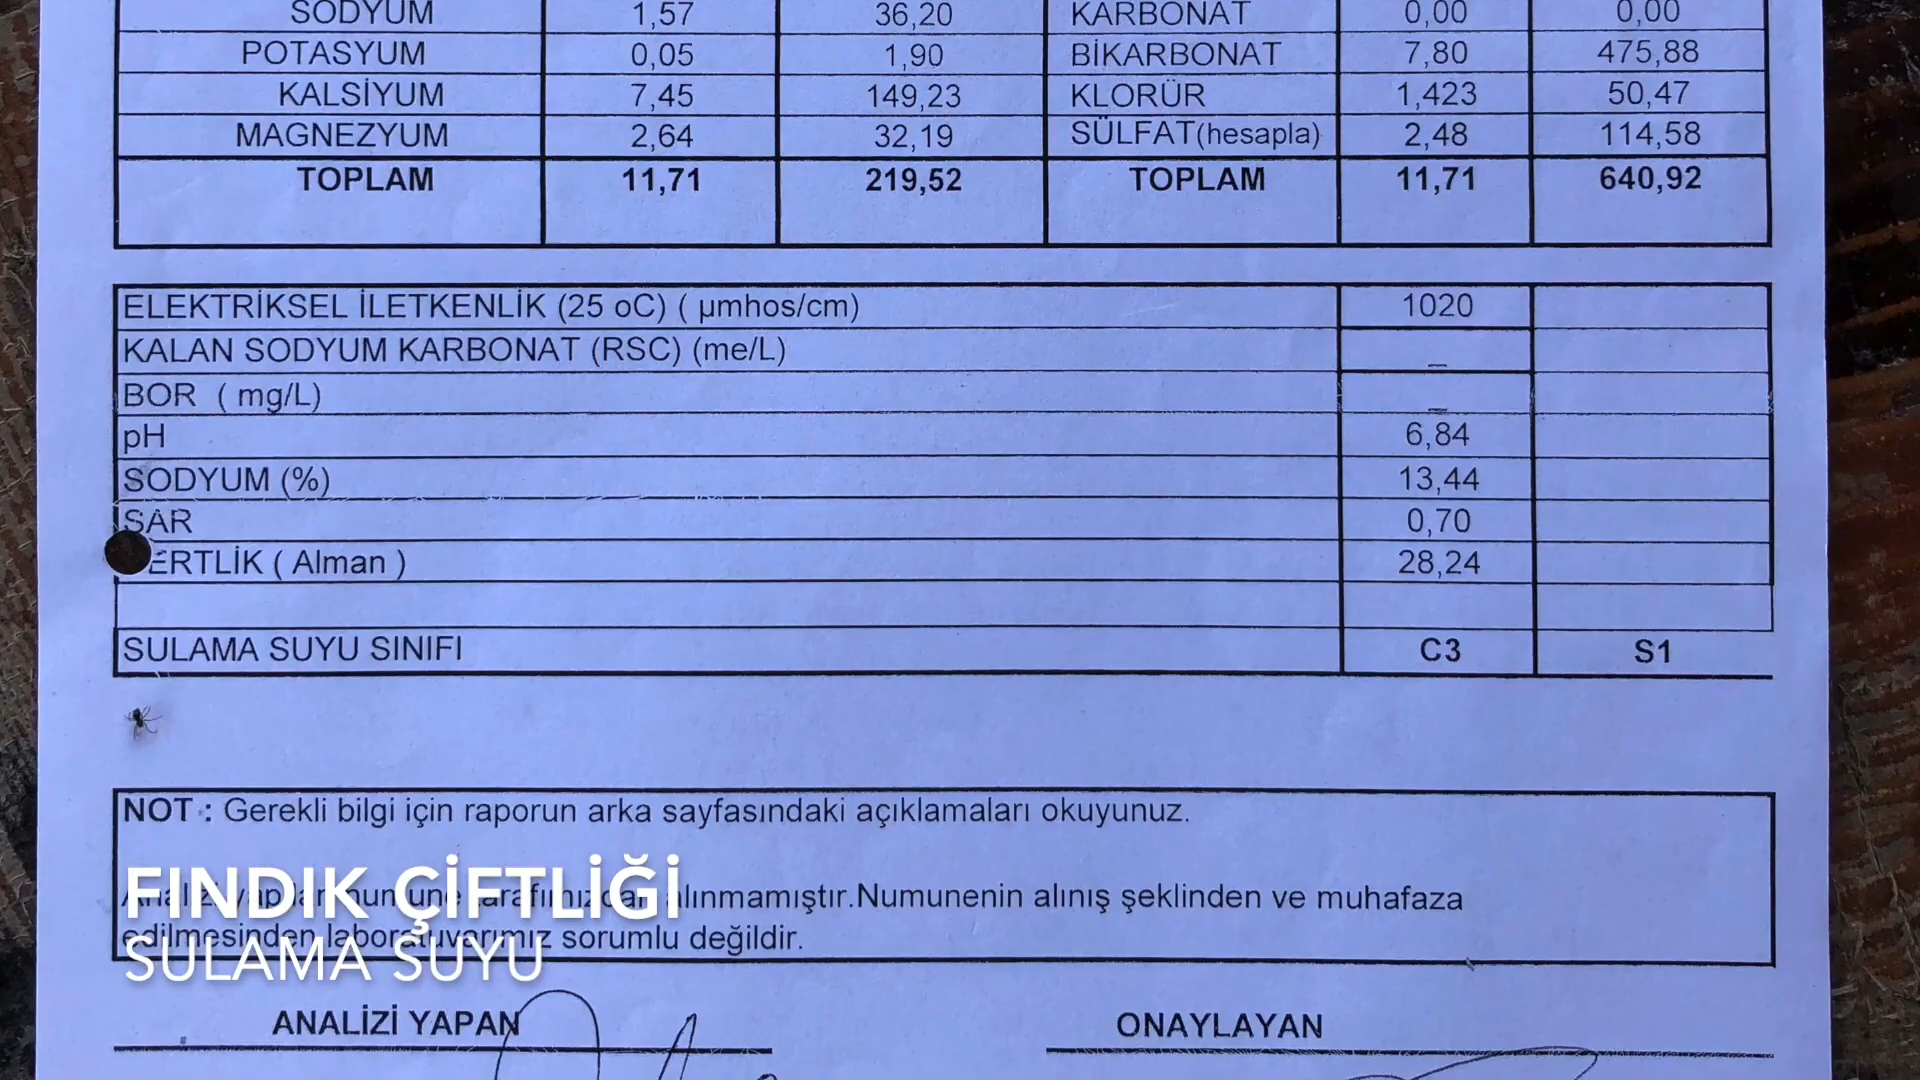 SODYUM 1,57 36,20 KARBONAT 0,00 0,00
POTASYUM 0,05 1,90 BİKARBONAT 7,80 475,88
KALSİYUM 7,45 149,23 KLORÜR 1,423 50,47
MAGNEZYUM 2,64 32,19 SÜLFAT(hesapla) 2,48 114,58
TOPLAM 11,71 219,52 TOPLAM 11,71 640,92
ELEKTRİKSEL İLETKENLİK (25 oC) ( µmhos/cm) 1020
KALAN SODYUM KARBONAT (RSC) (me/L) _
BOR ( mg/L) _
pH 6,84
SODYUM (%) 13,44
SAR 0,70
ERTLİK ( Alman ) 28,24
SULAMA SUYU SINIFI C3 S1
NOT : Gerekli bilgi için raporun arka sayfasındaki açıklamaları okuyunuz.
FINDIK ÇİFTLİĞİ
alınmamıştır.Numunenin alınış şeklinden ve muhafaza
edilmesinden laboratuvarımız sorumlu değildir.
SULAMA SUYU
ANALİZİ YAPAN ONAYLAYAN